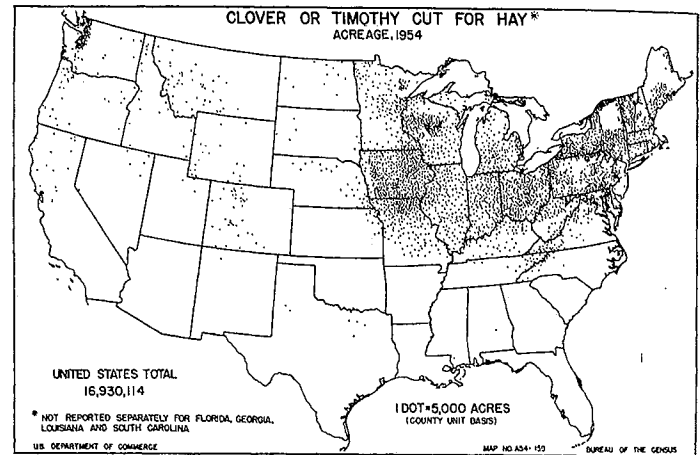 CLOVER OR TIMOTHY CUT FOR HAY*
ACREAGE, 1954
UNITED STATES TOTAL
16,930,114
* NOT REPORTED SEPARATELY FOR FLORIDA, GEORGIA,
LOUISIANA AND SOUTH CAROLINA
1 DOT=5,000 ACRES
(COUNTY UNIT BASIS)
U.S. DEPARTMENT OF COMMERCE
MAP NO. A54-159
BUREAU OF THE CENSUS